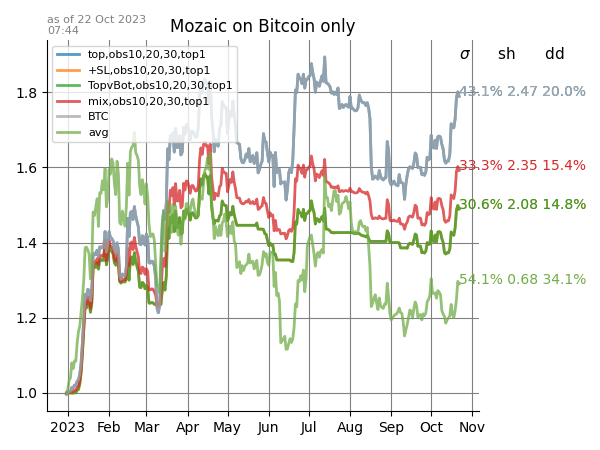 as of 22 Oct 2023
07:44
Mozaic on Bitcoin only
σ sh dd
top,obs10,20,30,top1
+SL,obs10,20,30,top1
TopvBot,obs10,20,30,top1
mix,obs10,20,30,top1
BTC
avg
43.1% 2.47 20.0%
33.3% 2.35 15.4%
30.6% 2.08 14.8%
54.1% 0.68 34.1%
1.8
1.6
1.4
1.2
1.0
2023 Feb Mar Apr May Jun Jul Aug Sep Oct Nov